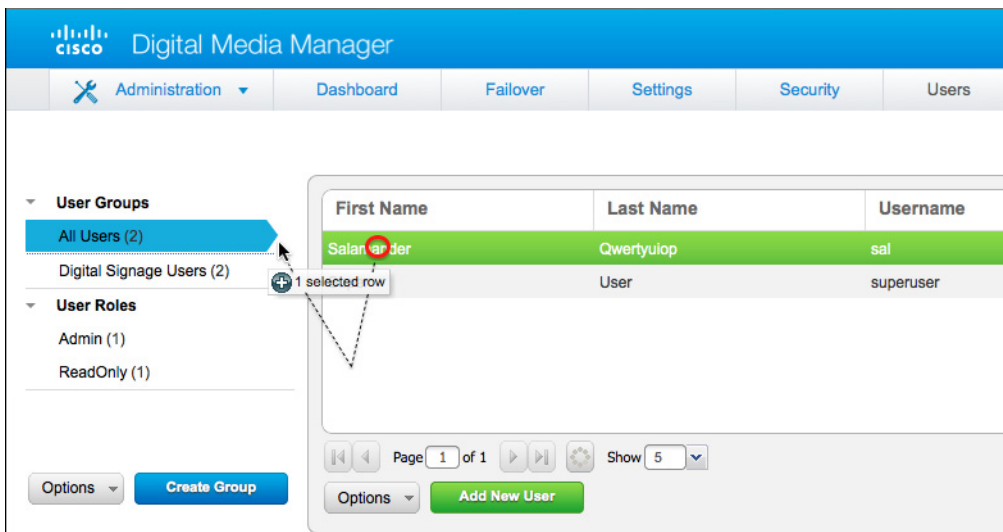 cisco Digital Media Manager
Administration Dashboard Failover Settings Security Users
User Groups
All Users (2)
Digital Signage Users (2)
User Roles
Admin (1)
ReadOnly (1)
Options Create Group
First Name Last Name Username
Salamander Qwertyuiop sal
1 selected row
User superuser
Page 1 of 1 Show 5
Options Add New User